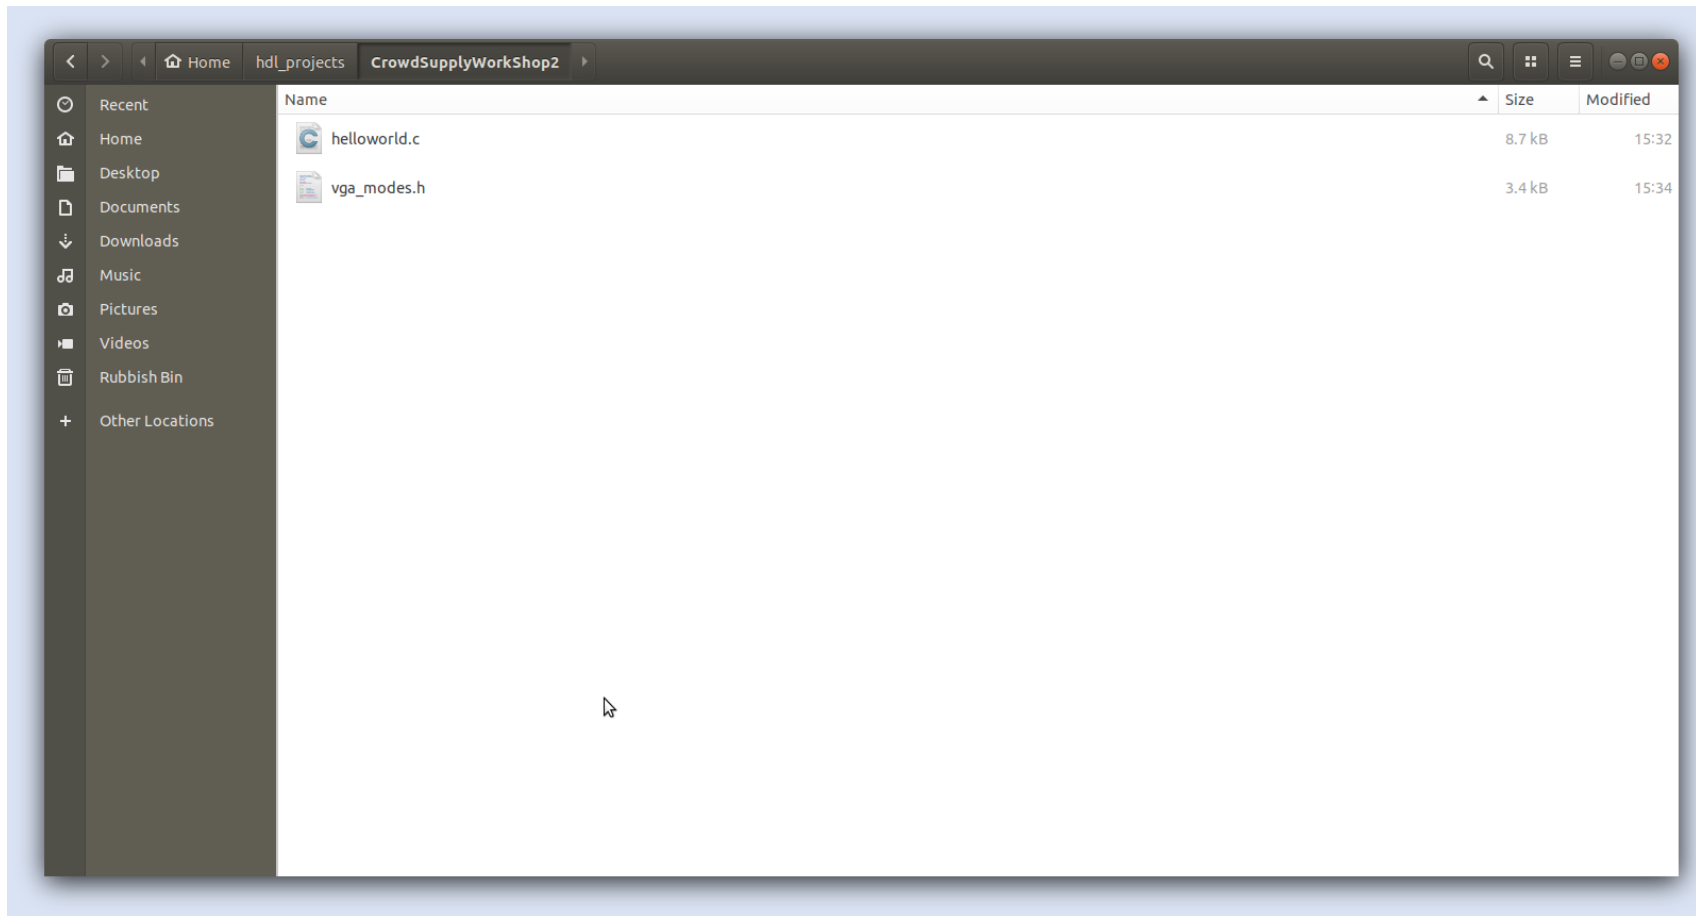 Home hdl_projects CrowdSupplyWorkShop2
Recent
Home
Desktop
Documents
Downloads
Music
Pictures
Videos
Rubbish Bin
Other Locations
Name Size Modified
helloworld.c 8.7 kB 15:32
vga_modes.h 3.4 kB 15:34